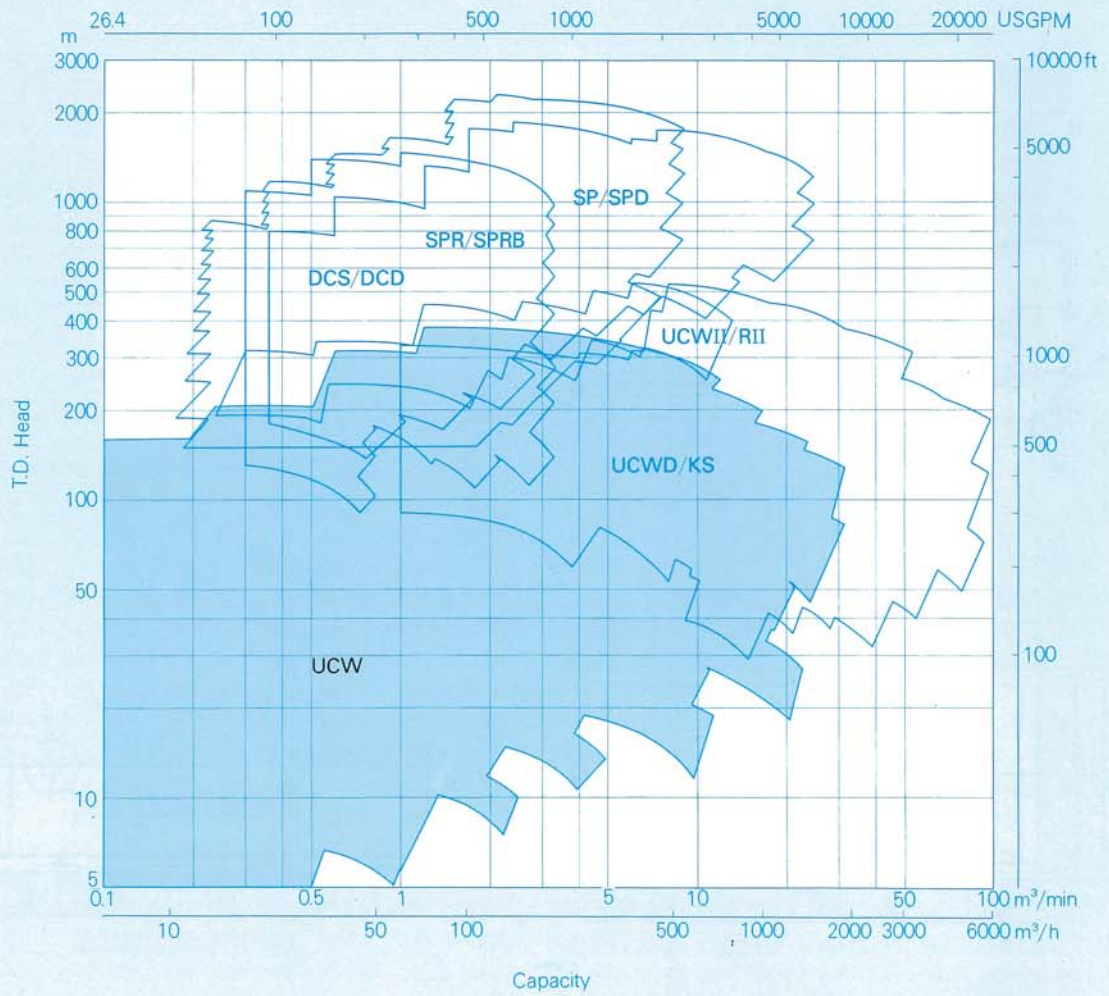 26.4 100 500 1000 5000 10000 20000 USGPM
m
3000 10000 ft
2000
5000
1000 SP/SPD
800
SPR/SPRB
600
DCS/DCD
500
400
UCWII/RII
300 1000
200
T.D. Head
500
UCWD/KS
100
50
UCW
100
10
5
0.1 0.5 1 5 10 50 100 m³/min
10 50 100 500 1000 2000 3000 6000 m³/h
Capacity